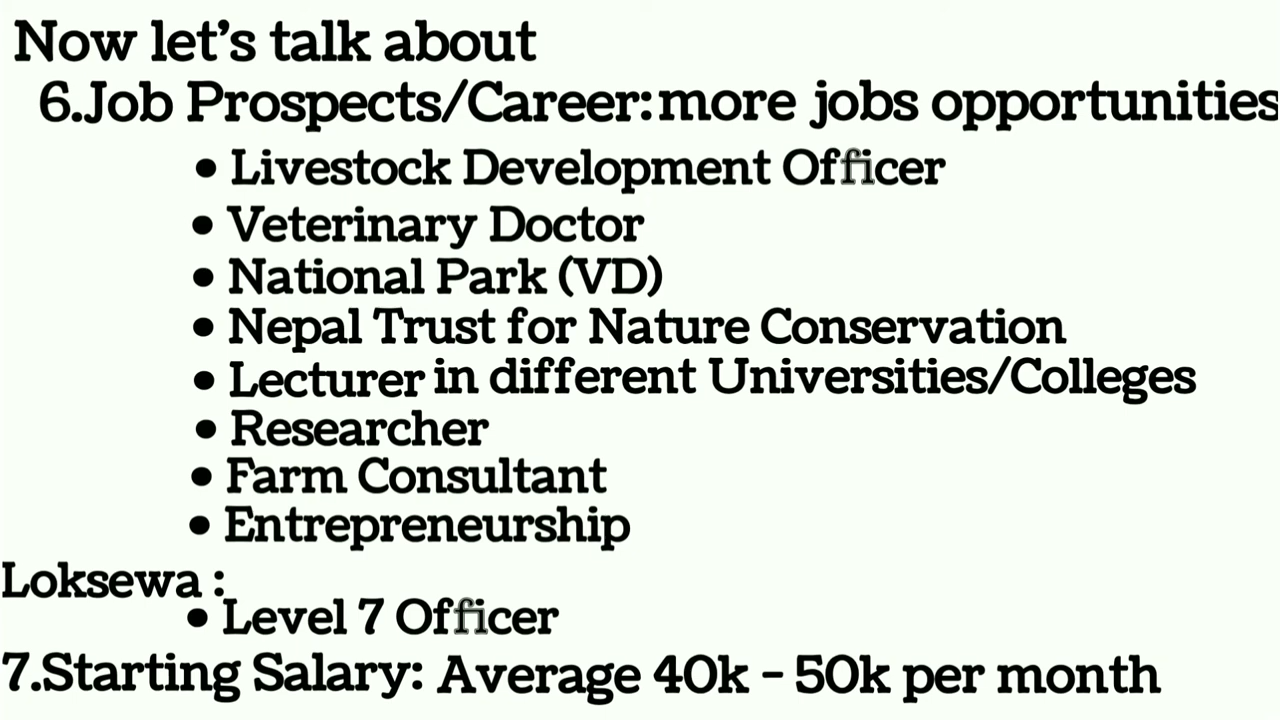 Now let's talk about
6.Job Prospects/Career:more jobs opportunities
• Livestock Development Officer
• Veterinary Doctor
• National Park (VD)
• Nepal Trust for Nature Conservation
• Lecturer in different Universities/Colleges
• Researcher
• Farm Consultant
• Entrepreneurship
Loksewa :
• Level 7 Officer
7.Starting Salary: Average 40k - 50k per month